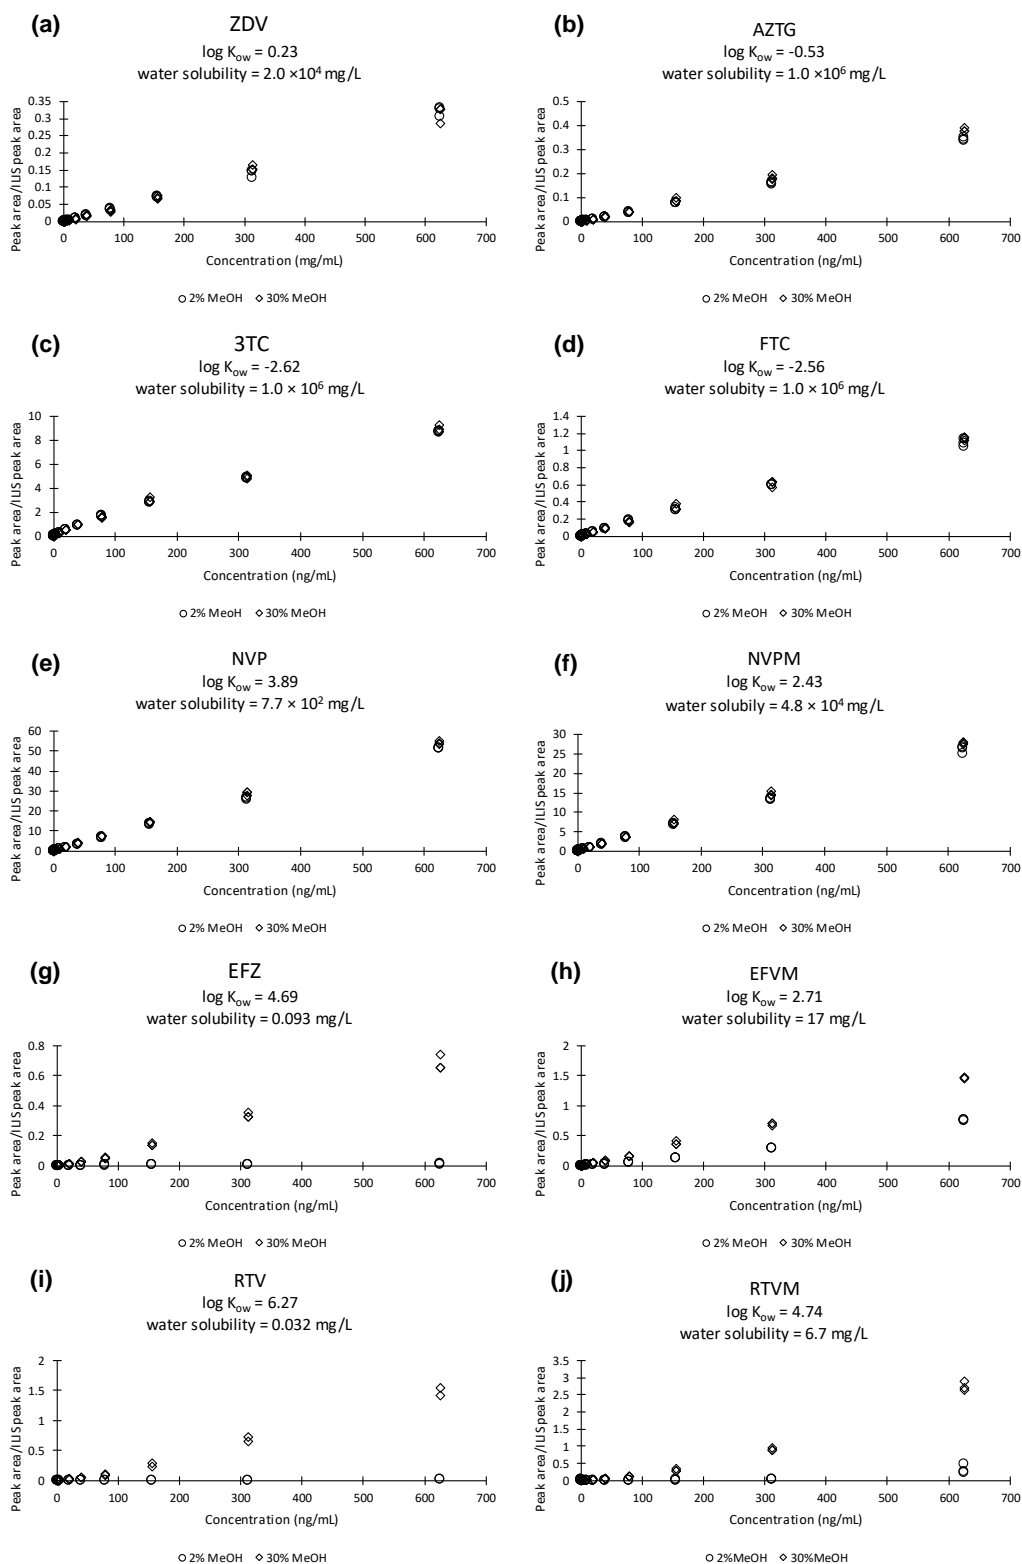 (a)
ZDV
log Kow = 0.23
water solubility = 2.0 ×10⁴ mg/L
Peak area/ILIS peak area
0.35
0.3
0.25
0.2
0.15
0.1
0.05
0
0 100 200 300 400 500 600 700
Concentration (mg/mL)
2% MeOH 30% MeOH
(b)
AZTG
log Kow = -0.53
water solubility = 1.0 ×10⁶ mg/L
Peak area/ILIS peak area
0.5
0.4
0.3
0.2
0.1
0
0 100 200 300 400 500 600 700
Concentration (ng/mL)
2% MeOH 30% MeOH
(c)
3TC
log Kow = -2.62
water solubility = 1.0 × 10⁶ mg/L
Peak area/ILIS peak area
10
8
6
4
2
0
0 100 200 300 400 500 600 700
Concentration (ng/mL)
2% MeoH 30% MeOH
(d)
FTC
log Kow = -2.56
water solubity = 1.0 × 10⁶ mg/L
Peak area/ILIS peak area
1.4
1.2
1
0.8
0.6
0.4
0.2
0
0 100 200 300 400 500 600 700
Concentration (ng/mL)
2% MeOH 30% MeOH
(e)
NVP
log Kow = 3.89
water solubility = 7.7 × 10² mg/L
Peak area/ILIS peak area
60
50
40
30
20
10
0
0 100 200 300 400 500 600 700
Concentration (ng/mL)
2% MeOH 30% MeOH
(f)
NVPM
log Kow = 2.43
water solubily = 4.8 × 10⁴ mg/L
Peak area/ILIS peak area
30
25
20
15
10
5
0
0 100 200 300 400 500 600 700
Concentration (ng/mL)
2% MeOH 30% MeOH
(g)
EFZ
log Kow = 4.69
water solubility = 0.093 mg/L
Peak area/ILIS peak area
0.8
0.6
0.4
0.2
0
0 100 200 300 400 500 600 700
Concentration (ng/mL)
2% MeOH 30% MeOH
(h)
EFVM
log Kow = 2.71
water solubility = 17 mg/L
Peak area/ILIS peak area
2
1.5
1
0.5
0
0 100 200 300 400 500 600 700
Concentration (ng/mL)
2% MeOH 30% MeOH
(i)
RTV
log Kow = 6.27
water solubility = 0.032 mg/L
Peak area/ILIS peak area
2
1.5
1
0.5
0
0 100 200 300 400 500 600 700
Concentration (ng/mL)
2% MeOH 30% MeOH
(j)
RTVM
log Kow = 4.74
water solubility = 6.7 mg/L
Peak area/ILIS peak area
3.5
3
2.5
2
1.5
1
0.5
0
0 100 200 300 400 500 600 700
Concentration (ng/mL)
2%MeOH 30%MeOH